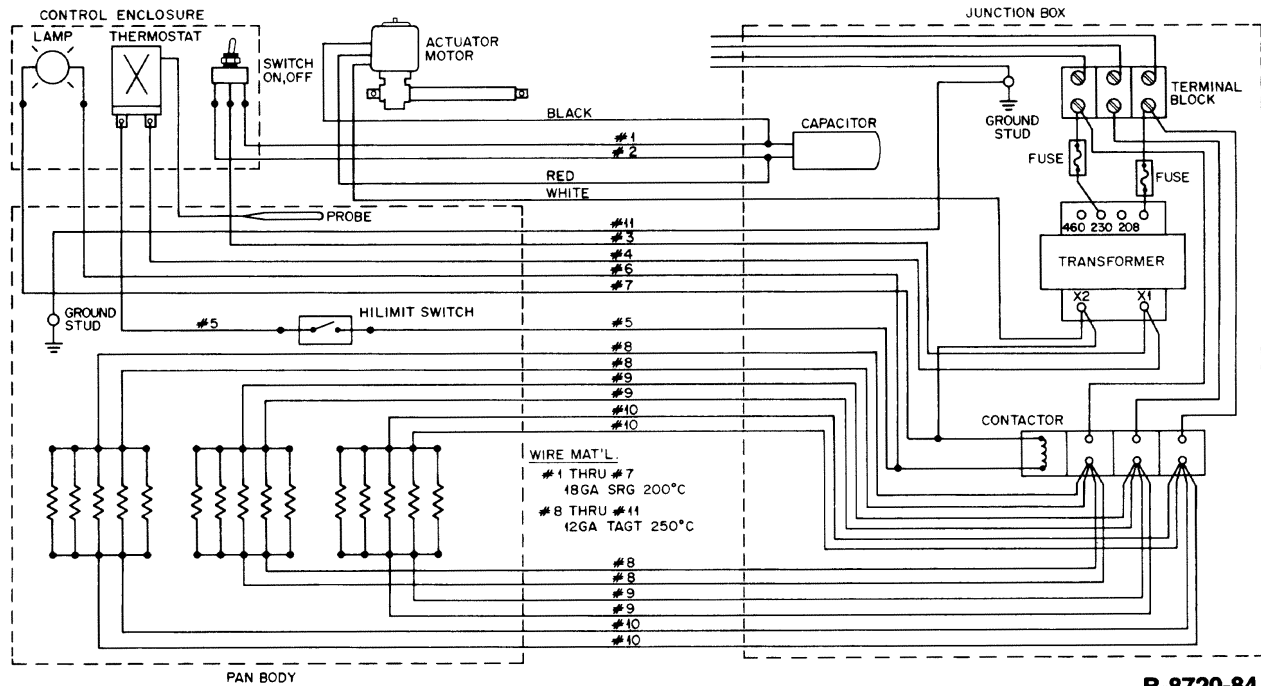 CONTROL ENCLOSURE
LAMP
THERMOSTAT
SWITCH
ON,OFF
ACTUATOR
MOTOR
JUNCTION BOX
TERMINAL
BLOCK
GROUND
STUD
BLACK
#1
#2
CAPACITOR
RED
WHITE
FUSE
FUSE
PROBE
#11
#3
#4
#6
#7
460 230 208
TRANSFORMER
X2
X1
GROUND
STUD
#5
HILIMIT SWITCH
#5
#8
#8
#9
#9
#10
#10
CONTACTOR
WIRE MAT'L.
#1 THRU #7
18GA SRG 200°C
#8 THRU #11
12GA TAGT 250°C
#8
#8
#9
#9
#10
#10
PAN BODY